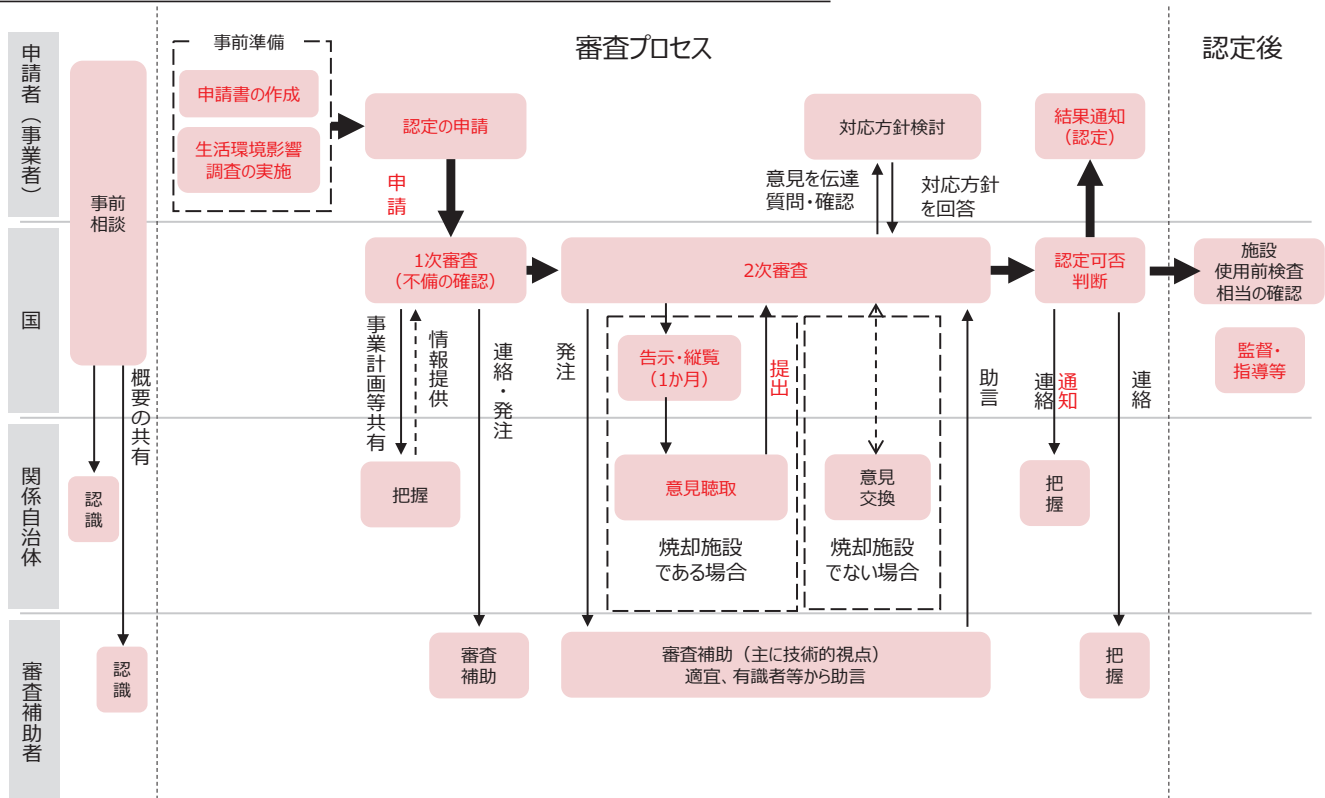 事前準備
審査プロセス
認定後
申請者（事業者）
事前
相談
申請書の作成
生活環境影響
調査の実施
認定の申請
申請
対応方針検討
意見を伝達
質問・確認
対応方針
を回答
結果通知
（認定）
国
1次審査
（不備の確認）
2次審査
認定可否
判断
施設
使用前検査
相当の確認
監督・
指導等
概要の共有
事業計画等共有
情報提供
連絡・発注
発注
告示・縦覧
（1か月）
提出
助言
連絡
通知
連絡
関係自治体
認識
把握
意見聴取
焼却施設
である場合
意見
交換
焼却施設
でない場合
把握
審査補助者
認識
審査
補助
審査補助（主に技術的視点）
適宜、有識者等から助言
把握